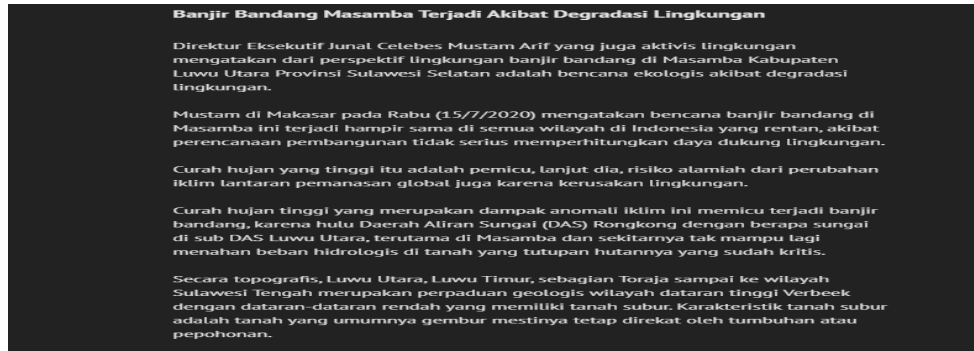 Banjir Bandang Masamba Terjadi Akibat Degradasi Lingkungan
Direktur Eksekutif Junal Celebes Mustam Arif yang juga aktivis lingkungan
mengatakan dari perspektif lingkungan banjir bandang di Masamba Kabupaten
Luwu Utara Provinsi Sulawesi Selatan adalah bencana ekologis akibat degradasi
lingkungan.
Mustam di Makasar pada Rabu (15/7/2020) mengatakan bencana banjir bandang di
Masamba ini terjadi hampir sama di semua wilayah di Indonesia yang rentan, akibat
perencanaan pembangunan tidak serius memperhitungkan daya dukung lingkungan.
Curah hujan yang tinggi itu adalah pemicu, lanjut dia, risiko alamiah dari perubahan
iklim lantaran pemanasan global juga karena kerusakan lingkungan.
Curah hujan tinggi yang merupakan dampak anomali iklim ini memicu terjadi banjir
bandang, karena hulu Daerah Aliran Sungai (DAS) Rongkong dengan berapa sungai
di sub DAS Luwu Utara, terutama di Masamba dan sekitarnya tak mampu lagi
menahan beban hidrologis di tanah yang tutupan hutannya yang sudah kritis.
Secara topografis, Luwu Utara, Luwu Timur, sebagian Toraja sampai ke wilayah
Sulawesi Tengah merupakan perpaduan geologis wilayah dataran tinggi Verbeek
dengan dataran-dataran rendah yang memiliki tanah subur. Karakteristik tanah subur
adalah tanah yang umumnya gembur mestinya tetap direkat oleh tumbuhan atau
pepohonan.